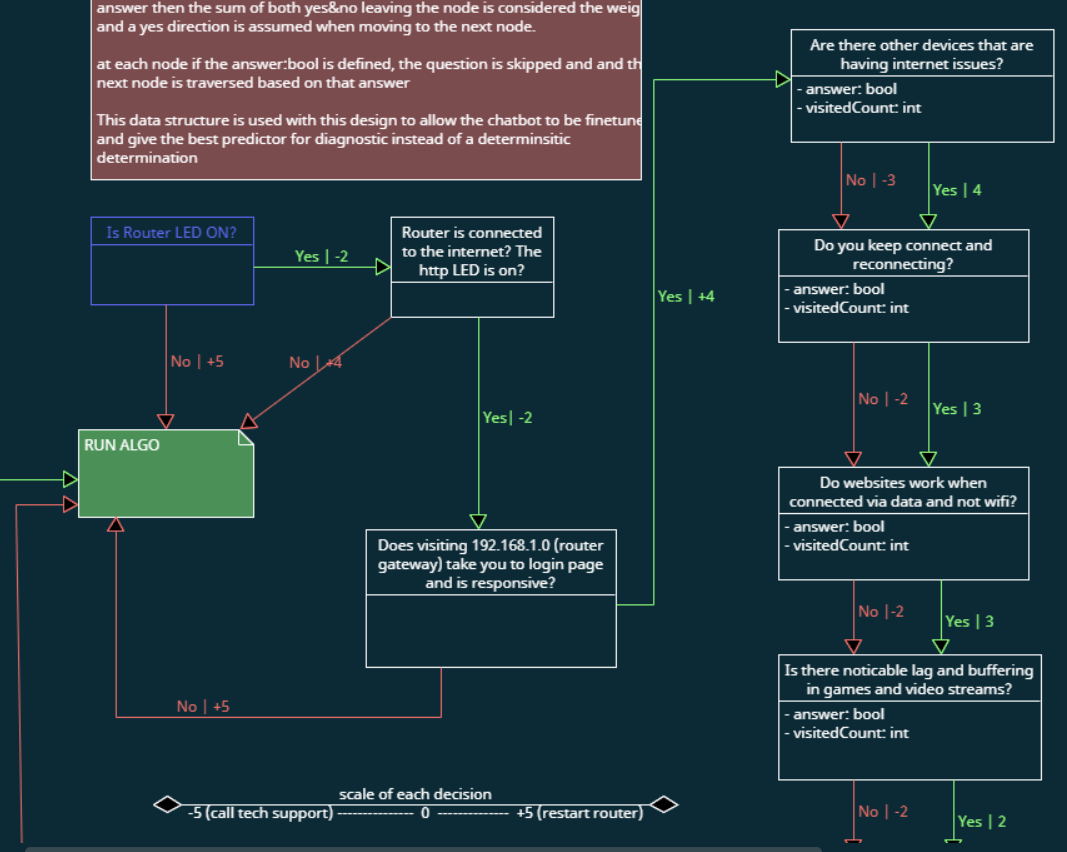 answer then the sum of both yes&no leaving the node is considered the weig
and a yes direction is assumed when moving to the next node.
at each node if the answer:bool is defined, the question is skipped and and th
next node is traversed based on that answer
This data structure is used with this design to allow the chatbot to be finetune
and give the best predictor for diagnostic instead of a determinsitic
determination
Is Router LED ON?
Yes | -2
Router is connected
to the internet? The
http LED is on?
No | +5
No | +4
Yes| -2
RUN ALGO
Does visiting 192.168.1.0 (router
gateway) take you to login page
and is responsive?
No | +5
Yes | +4
Are there other devices that are
having internet issues?
- answer: bool
- visitedCount: int
No | -3
Yes | 4
Do you keep connect and
reconnecting?
- answer: bool
- visitedCount: int
No | -2
Yes | 3
Do websites work when
connected via data and not wifi?
- answer: bool
- visitedCount: int
No |-2
Yes | 3
Is there noticable lag and buffering
in games and video streams?
- answer: bool
- visitedCount: int
No | -2
Yes | 2
scale of each decision
-5 (call tech support) --------------- 0 -------------- +5 (restart router)